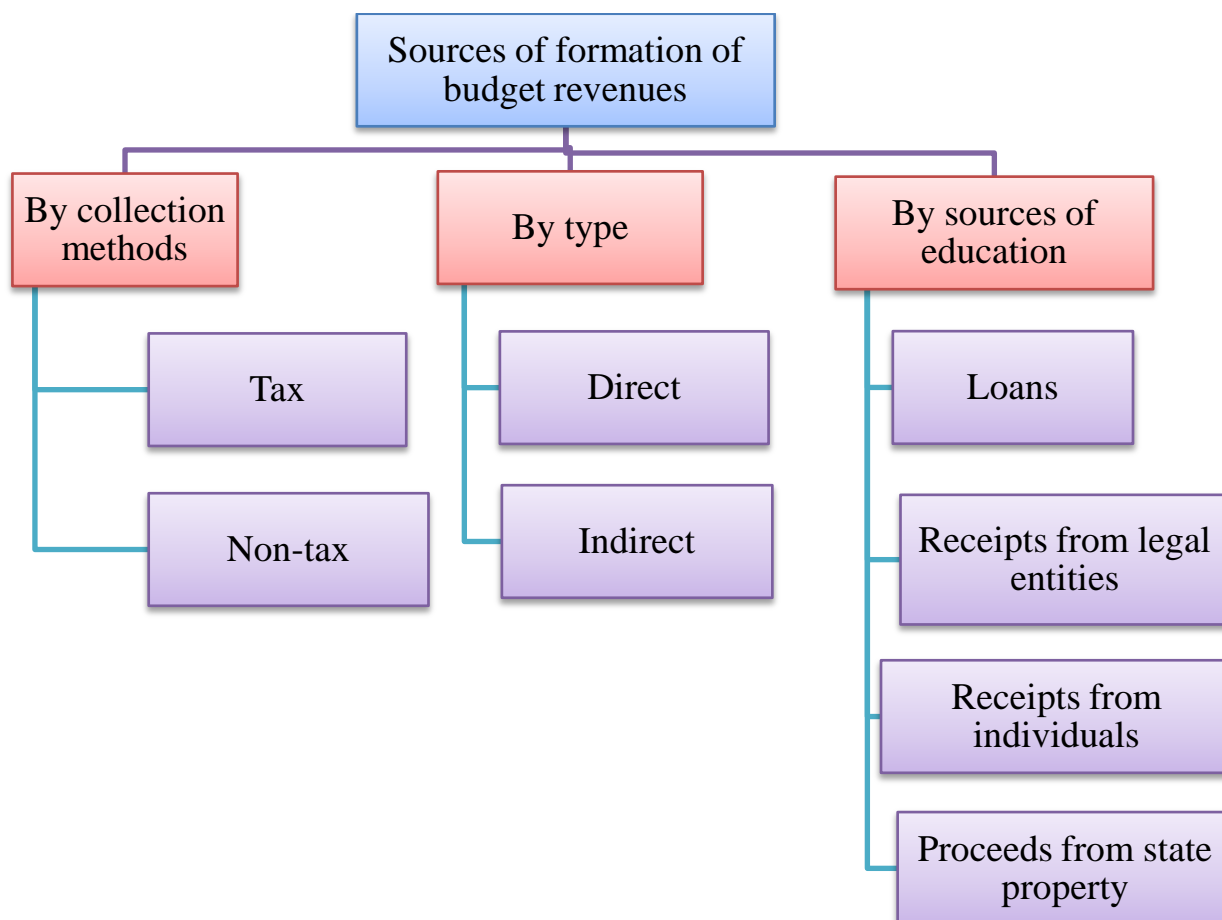 Sources of formation of
budget revenues
By collection
methods
By type
By sources of
education
Tax
Direct
Loans
Non-tax
Indirect
Receipts from legal
entities
Receipts from
individuals
Proceeds from state
property